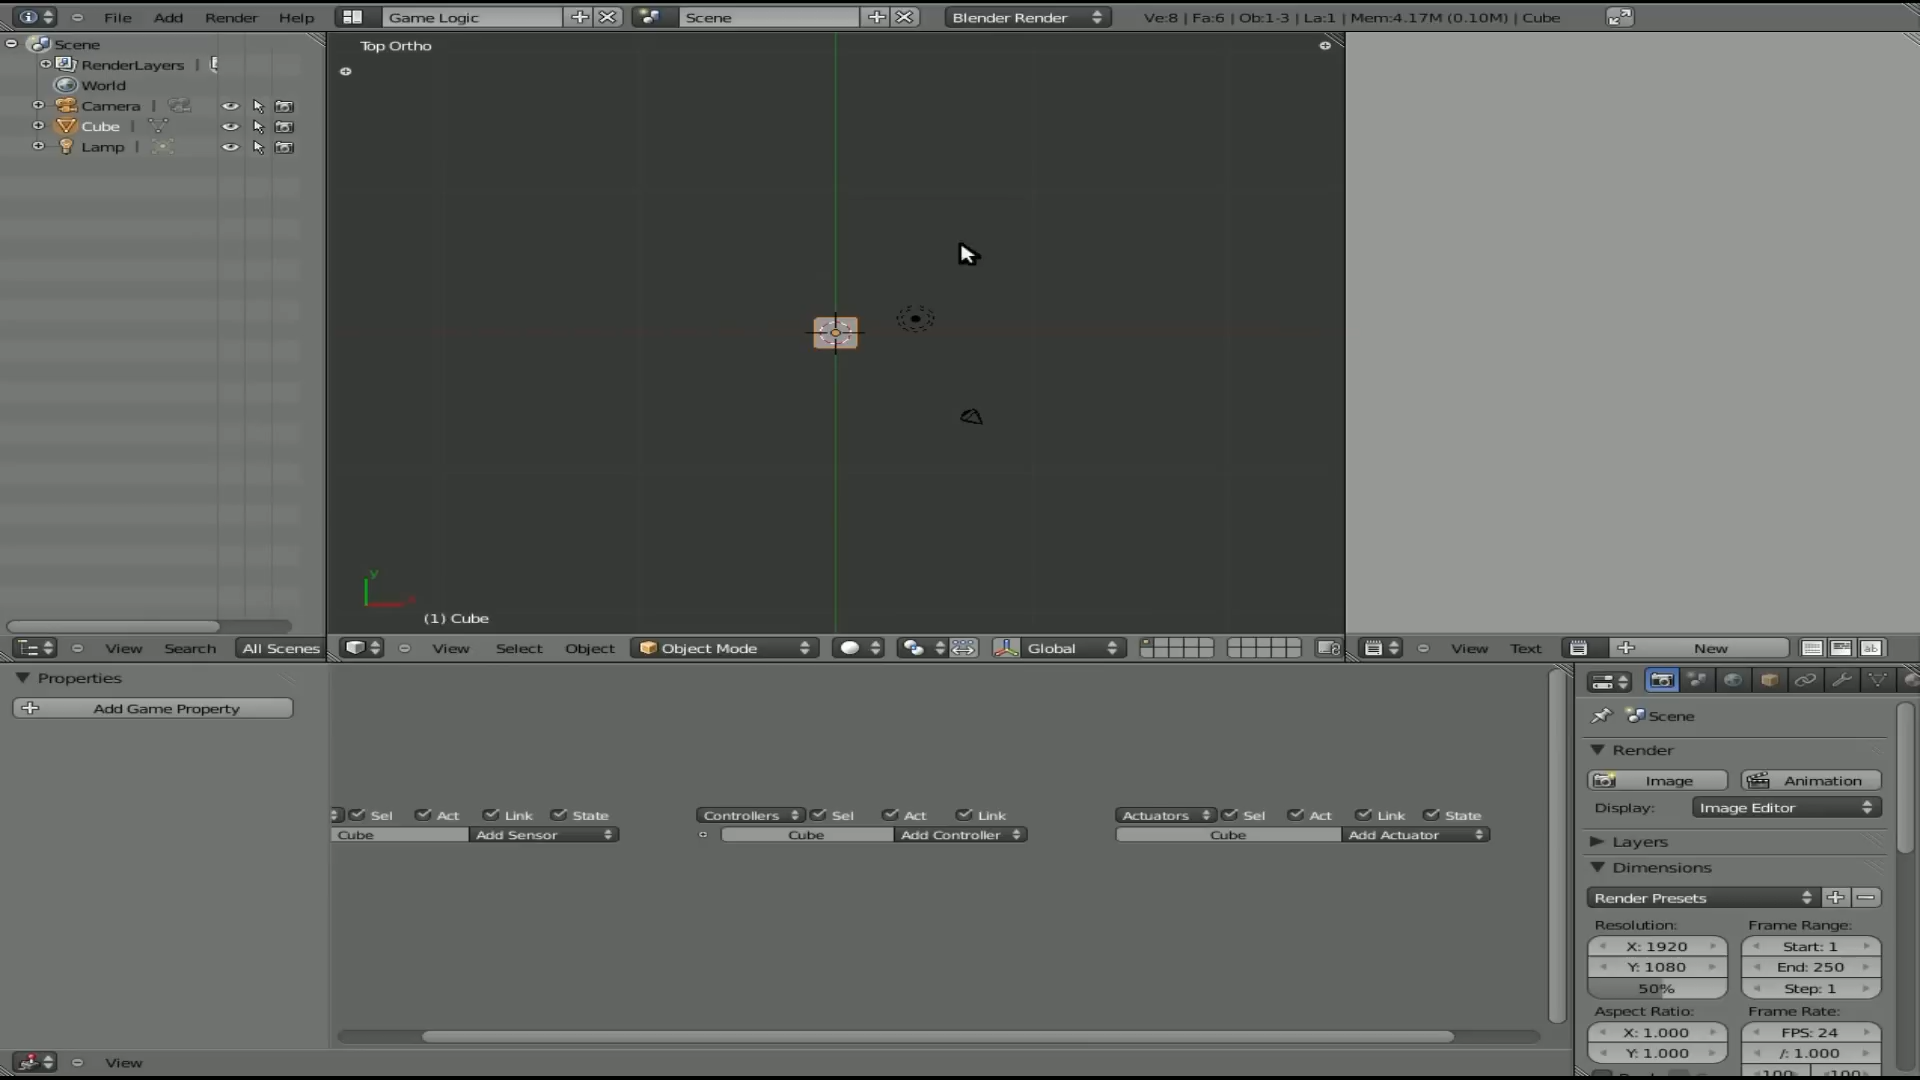 File Add Render Help Game Logic Scene Blender Render Ve:8 | Fa:6 | Ob:1-3 | La:1 | Mem:4.17M (0.10M) | Cube
Scene
RenderLayers |
World
Camera |
Cube |
Lamp |
Top Ortho
y
(1) Cube
View Search All Scenes
View Select Object Object Mode Global
View Text New
Properties
Add Game Property
Sel Act Link State
Cube Add Sensor
Controllers Sel Act Link
Cube Add Controller
Actuators Sel Act Link State
Cube Add Actuator
View
Scene
Render
Image Animation
Display: Image Editor
Layers
Dimensions
Render Presets
Resolution: Frame Range:
X: 1920 Start: 1
Y: 1080 End: 250
50% Step: 1
Aspect Ratio: Frame Rate:
X: 1.000 FPS: 24
Y: 1.000 /: 1.000